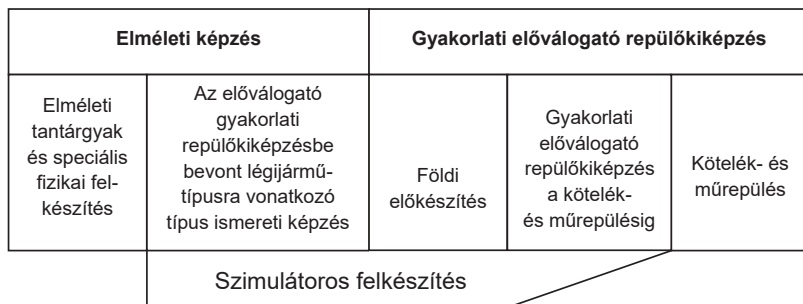 Elméleti képzés
Gyakorlati előválogató repülőkiképzés
Elméleti
tantárgyak
és speciális
fizikai fel-
készítés
Az előválogató
gyakorlati
repülőkiképzésbe
bevont légijármű-
típusra vonatkozó
típus ismereti képzés
Földi
előkészítés
Gyakorlati
előválogató
repülőkiképzés
a kötelék-
és műrepülésig
Kötelék- és
műrepülés
Szimulátoros felkészítés